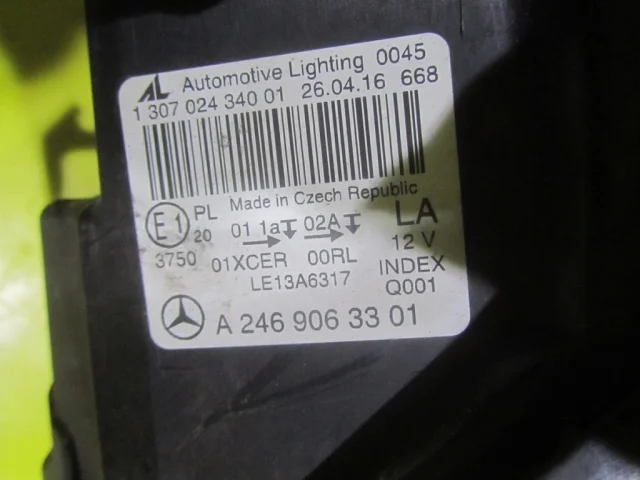 AL Automotive Lighting 0045
1 307 024 340 01 26.04.16 668
Made in Czech Republic
E1 PL 20 01 1a 02A LA
3750 01XCER 00RL 12 V
LE13A6317 INDEX
Q001
A 246 906 33 01